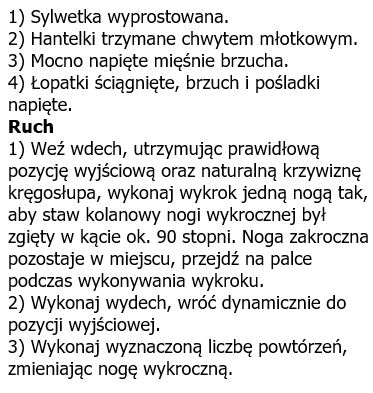 1) Sylwetka wyprostowana.
2) Hantelki trzymane chwytem młotkowym.
3) Mocno napięte mięśnie brzucha.
4) Łopatki ściągnięte, brzuch i pośladki
napięte.
Ruch
1) Weź wdech, utrzymując prawidłową
pozycję wyjściową oraz naturalną krzywiznę
kręgosłupa, wykonaj wykrok jedną nogą tak,
aby staw kolanowy nogi wykrocznej był
zgięty w kącie ok. 90 stopni. Noga zakroczna
pozostaje w miejscu, przejdź na palce
podczas wykonywania wykroku.
2) Wykonaj wydech, wróć dynamicznie do
pozycji wyjściowej.
3) Wykonaj wyznaczoną liczbę powtórzeń,
zmieniając nogę wykroczną.